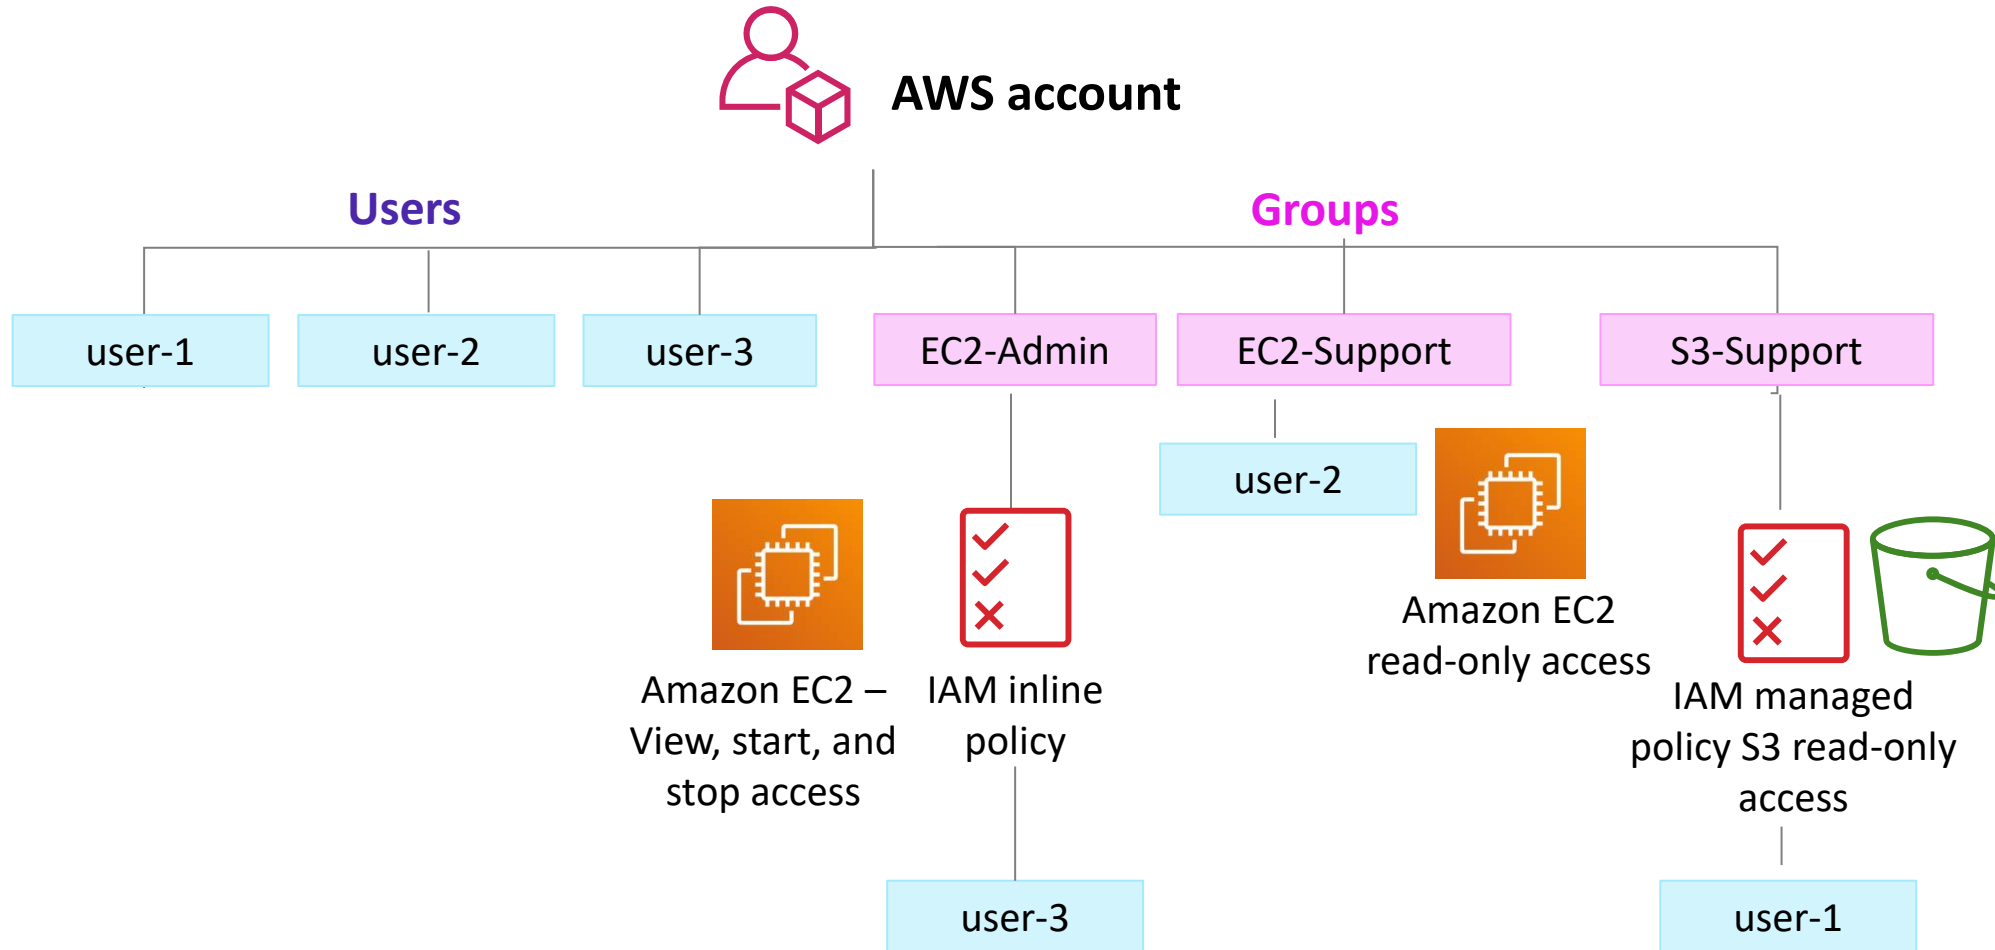 AWS account
Users
Groups
user-1
user-2
user-3
EC2-Admin
EC2-Support
S3-Support
user-2
Amazon EC2
read-only access
Amazon EC2 –
View, start, and
stop access
IAM inline
policy
IAM managed
policy S3 read-only
access
user-3
user-1